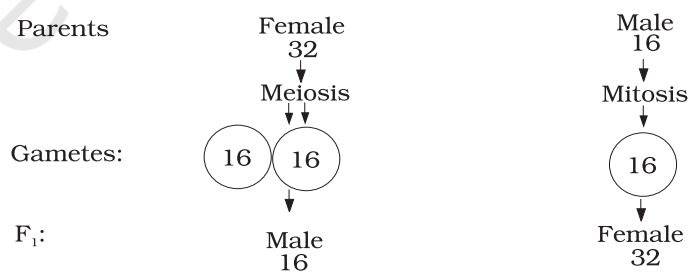 Parents Female Male
32 16
Meiosis Mitosis
Gametes: 16 16 16
F₁: Male Female
16 32